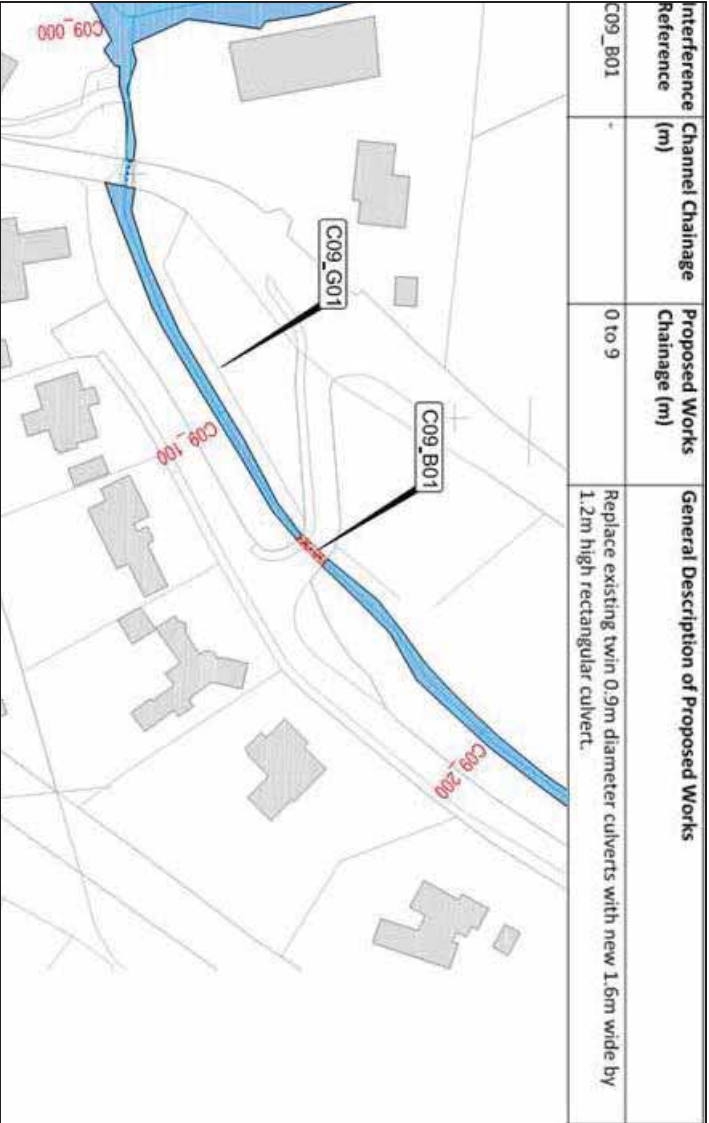 Interference
Reference
Channel Chainage
(m)
Proposed Works
Chainage (m)
General Description of Proposed Works
C09_B01
-
0 to 9
Replace existing twin 0.9m diameter culverts with new 1.6m wide by
1.2m high rectangular culvert.
C09_000
C09_G01
C09_100
C09_B01
C09_200